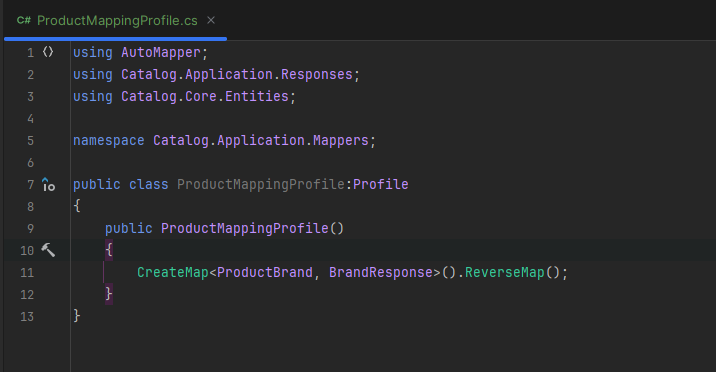 C# ProductMappingProfile.cs ×
1 using AutoMapper;
2 using Catalog.Application.Responses;
3 using Catalog.Core.Entities;
4
5 namespace Catalog.Application.Mappers;
6
7 public class ProductMappingProfile:Profile
8 {
9     public ProductMappingProfile()
10     {
11         CreateMap<ProductBrand, BrandResponse>().ReverseMap();
12     }
13 }